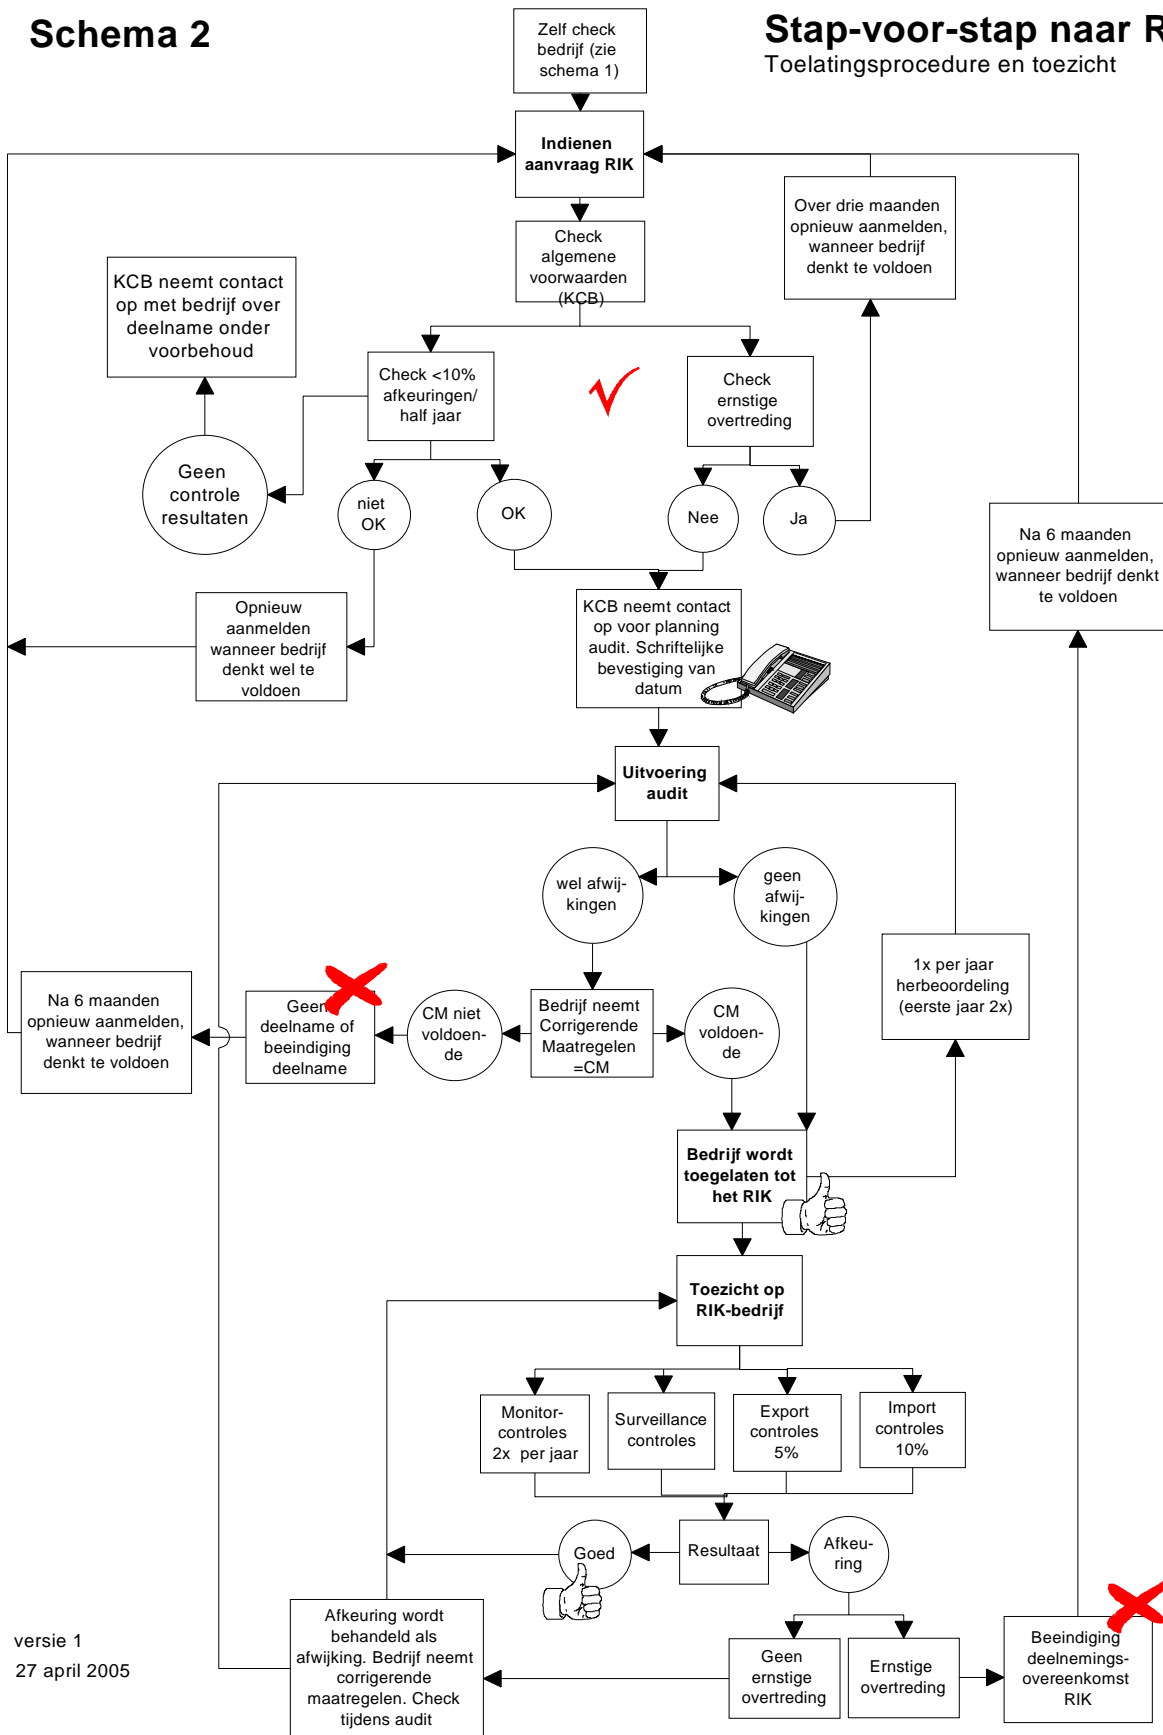 Schema 2
Stap-voor-stap naar R
Toelatingsprocedure en toezicht
Zelf check
bedrijf (zie
schema 1)
Indienen
aanvraag RIK
Check
algemene
voorwaarden
(KCB)
Over drie maanden
opnieuw aanmelden,
wanneer bedrijf
denkt te voldoen
KCB neemt contact
op met bedrijf over
deelname onder
voorbehoud
Check <10%
afkeuringen/
half jaar
Check
ernstige
overtreding
Geen
controle
resultaten
niet
OK
OK
Nee
Ja
Na 6 maanden
opnieuw aanmelden,
wanneer bedrijf denkt
te voldoen
Opnieuw
aanmelden
wanneer bedrijf
denkt wel te
voldoen
KCB neemt contact
op voor planning
audit. Schriftelijke
bevestiging van
datum
Uitvoering
audit
wel afwij-
kingen
geen
afwij-
kingen
1x per jaar
herbeoordeling
(eerste jaar 2x)
Na 6 maanden
opnieuw aanmelden,
wanneer bedrijf
denkt te voldoen
Geen
deelname of
beeindiging
deelname
CM niet
voldoen-
de
Bedrijf neemt
Corrigerende
Maatregelen
=CM
CM
voldoen-
de
Bedrijf wordt
toegelaten tot
het RIK
Toezicht op
RIK-bedrijf
Monitor-
controles
2x per jaar
Surveillance
controles
Export
controles
5%
Import
controles
10%
Goed
Resultaat
Afkeu-
ring
Afkeuring wordt
behandeld als
afwijking. Bedrijf neemt
corrigerende
maatregelen. Check
tijdens audit
Geen
ernstige
overtreding
Ernstige
overtreding
Beeindiging
deelnemings-
overeenkomst
RIK
versie 1
27 april 2005